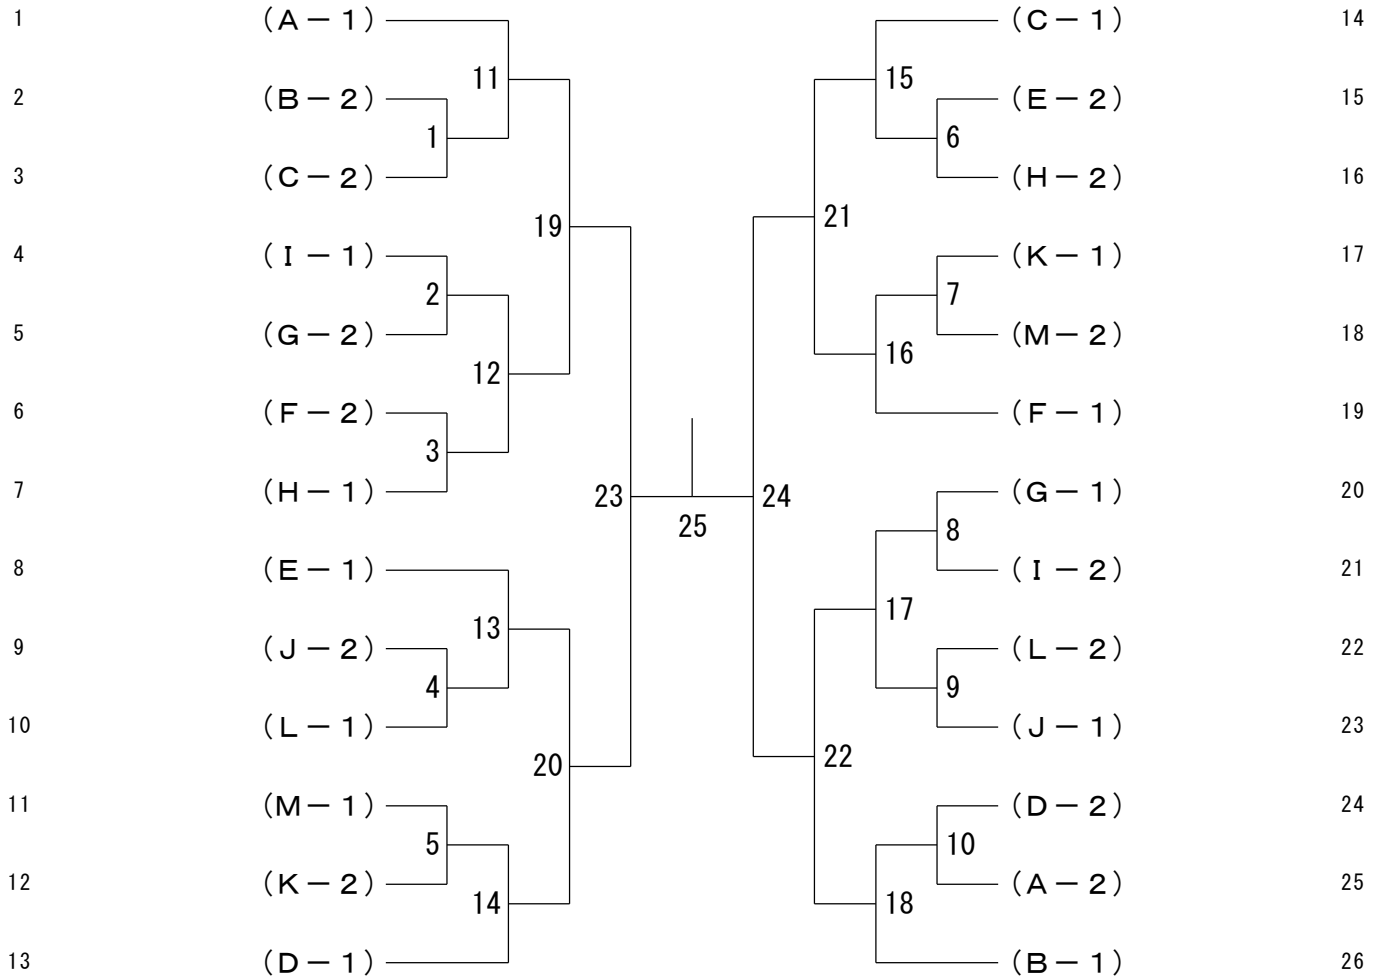 1 （A－1） （C－1） 14
11 15
2 （B－2） （E－2） 15
1 6
3 （C－2） （H－2） 16
19 21
4 （I－1） （K－1） 17
2 7
5 （G－2） （M－2） 18
12 16
6 （F－2） （F－1） 19
3
7 （H－1） （G－1） 20
23 24
25 8
8 （E－1） （I－2） 21
13 17
9 （J－2） （L－2） 22
4 9
10 （L－1） （J－1） 23
20 22
11 （M－1） （D－2） 24
5 10
12 （K－2） （A－2） 25
14 18
13 （D－1） （B－1） 26